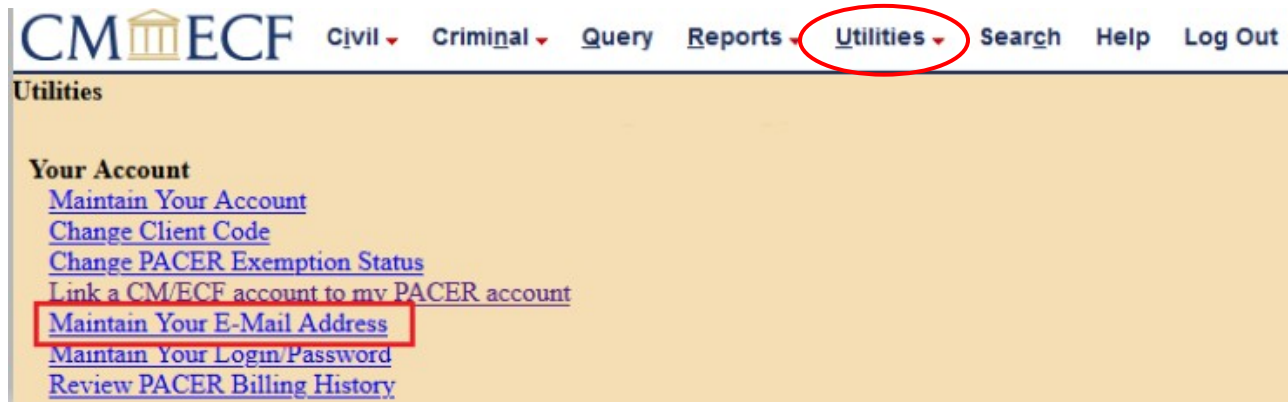 CM ECF Civil Criminal Query Reports Utilities Search Help Log Out
Utilities
Your Account
Maintain Your Account
Change Client Code
Change PACER Exemption Status
Link a CM/ECF account to my PACER account
Maintain Your E-Mail Address
Maintain Your Login/Password
Review PACER Billing History